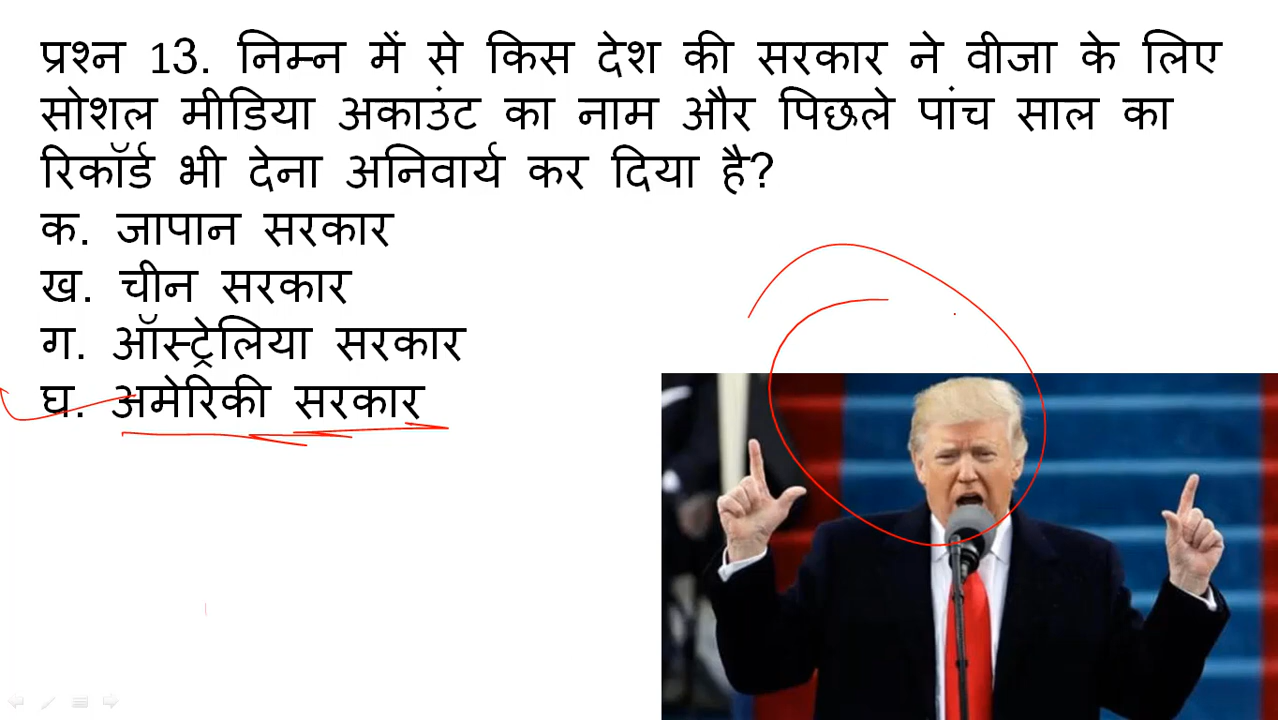 प्रश्न 13. निम्न में से किस देश की सरकार ने वीजा के लिए
सोशल मीडिया अकाउंट का नाम और पिछले पांच साल का
रिकॉर्ड भी देना अनिवार्य कर दिया है?
क. जापान सरकार
ख. चीन सरकार
ग. ऑस्ट्रेलिया सरकार
घ. अमेरिकी सरकार